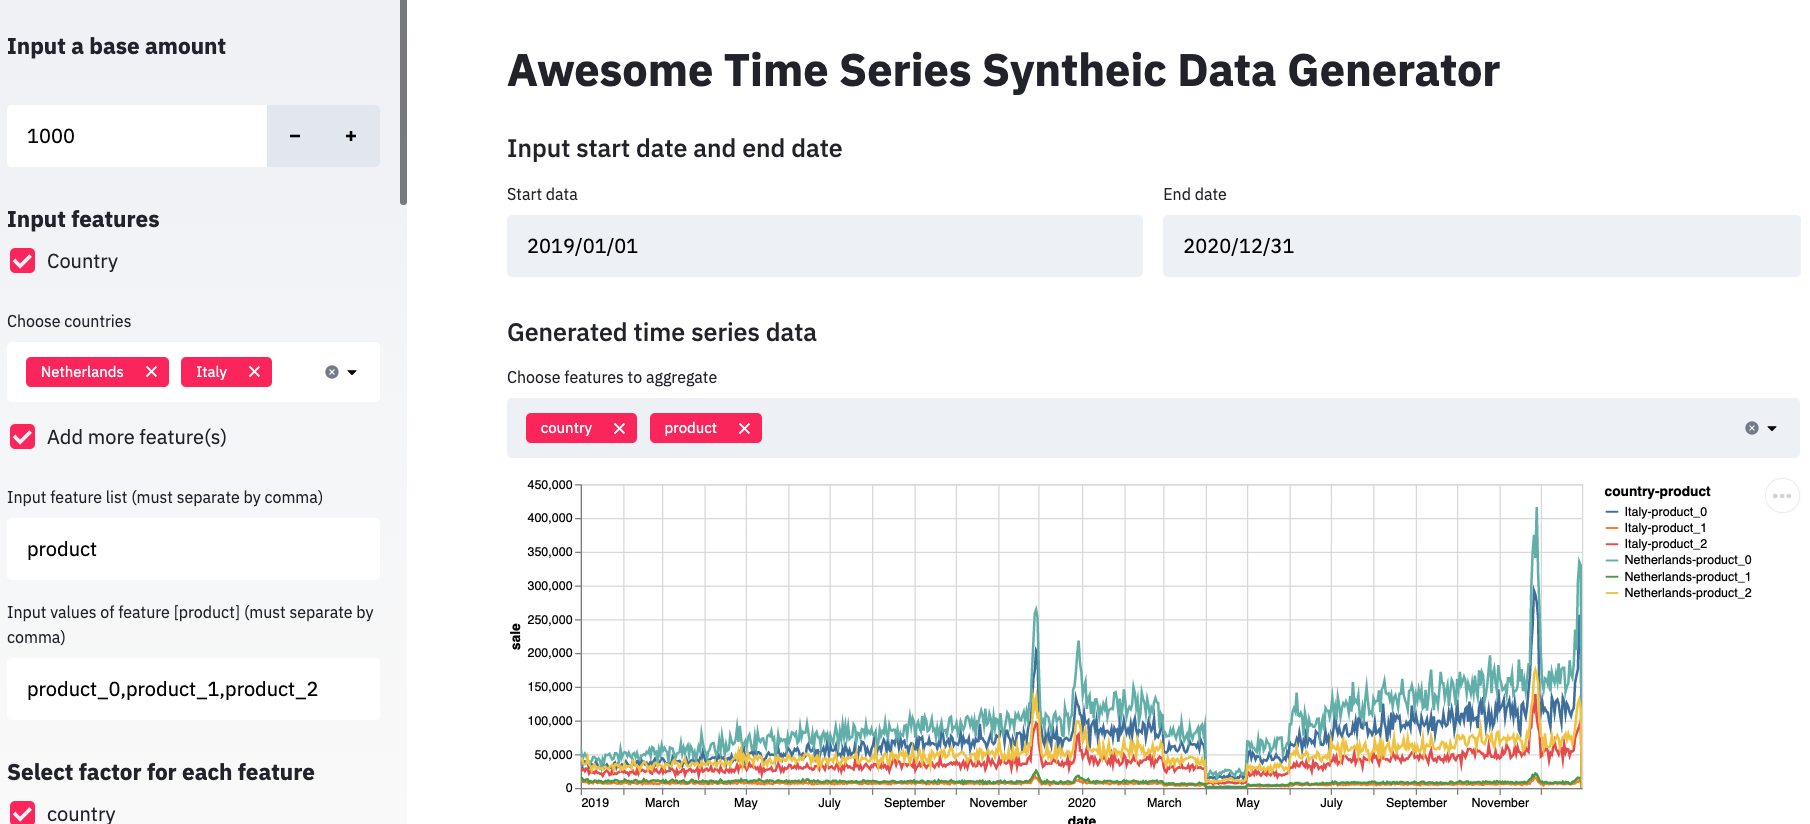 Input a base amount
1000
Input features
Country
Choose countries
Netherlands
Italy
Add more feature(s)
Input feature list (must separate by comma)
product
Input values of feature [product] (must separate by
comma)
product_0,product_1,product_2
Select factor for each feature
country
Awesome Time Series Syntheic Data Generator
Input start date and end date
Start data
End date
2019/01/01
2020/12/31
Generated time series data
Choose features to aggregate
country
product
450,000
400,000
350,000
300,000
250,000
200,000
150,000
100,000
50,000
0
sale
2019 March May July September November 2020 March May July September November
date
country-product
Italy-product_0
Italy-product_1
Italy-product_2
Netherlands-product_0
Netherlands-product_1
Netherlands-product_2